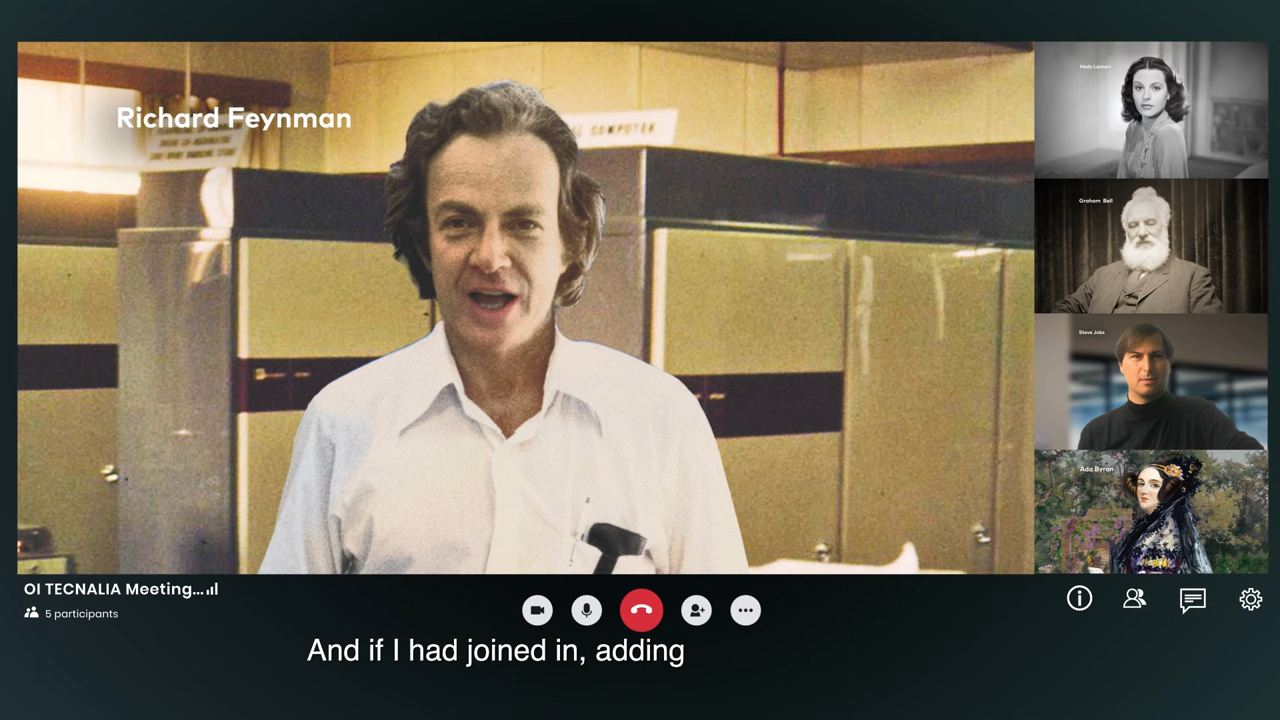 Richard Feynman
COMPUTER
Hedy Lamarr
Graham Bell
Steve Jobs
Ada Byron
OI TECNALIA Meeting...
5 participants
And if I had joined in, adding